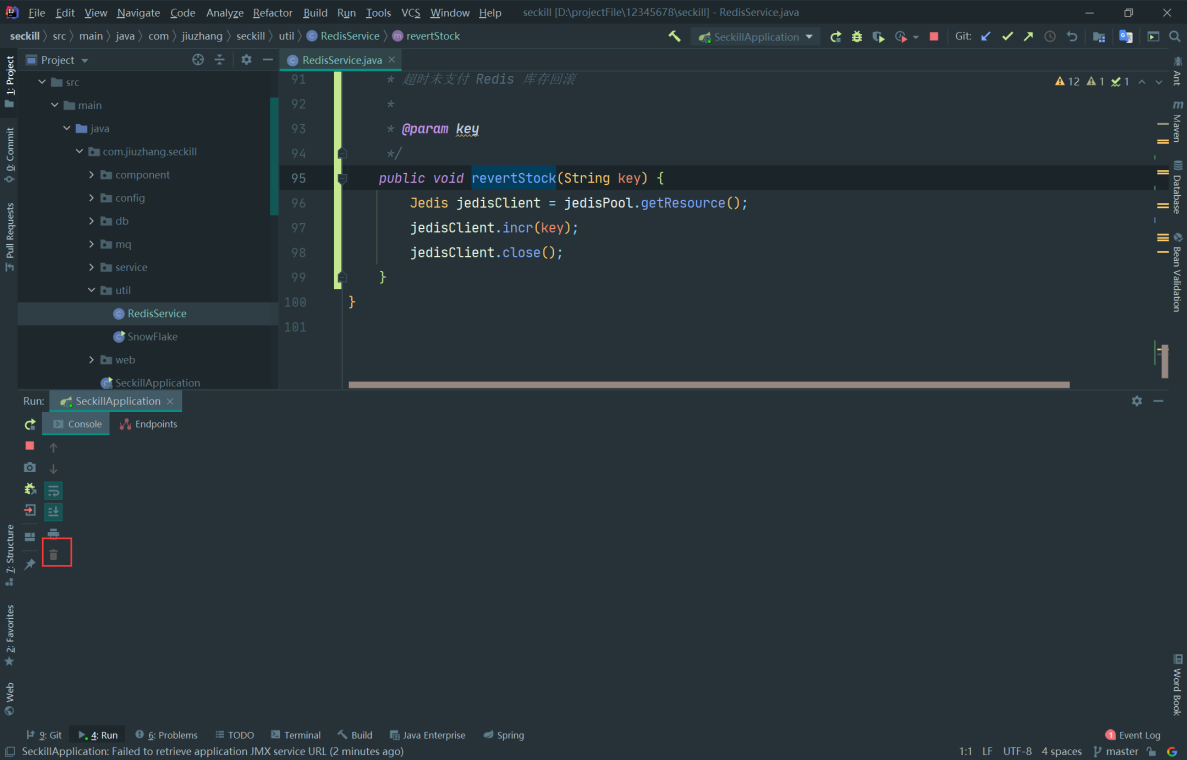 File Edit View Navigate Code Analyze Refactor Build Run Tools VCS Window Help seckill [D:\projectFile\12345678\seckill] - RedisService.java
seckill src main java com jiuzhang seckill util RedisService revertStock SeckillApplication Git:
1: Project
0: Commit
Pull Requests
Project
src
main
java
com.jiuzhang.seckill
component
config
db
mq
service
util
RedisService
SnowFlake
web
SeckillApplication
RedisService.java
12 1 1
91 * 超时未支付 Redis 库存回滚
92 *
93 * @param key
94 */
95 public void revertStock(String key) {
96 Jedis jedisClient = jedisPool.getResource();
97 jedisClient.incr(key);
98 jedisClient.close();
99 }
100 }
101
Ant
m
Maven
Database
Bean Validation
Word Book
Run: SeckillApplication
Console Endpoints
7: Structure
2: Favorites
Web
9: Git 4: Run 6: Problems TODO Terminal Build Java Enterprise Spring 1 Event Log
SeckillApplication: Failed to retrieve application JMX service URL (2 minutes ago) 1:1 LF UTF-8 4 spaces master